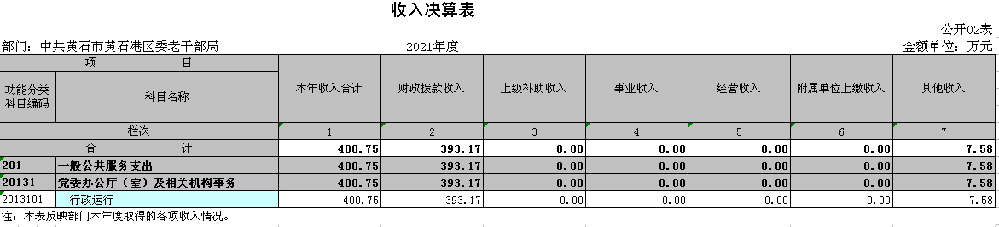 收入决算表
公开02表
部门：中共黄石市黄石港区委老干部局 2021年度 金额单位：万元
项 目 本年收入合计 财政拨款收入 上级补助收入 事业收入 经营收入 附属单位上缴收入 其他收入
功能分类科目编码 科目名称
栏次 1 2 3 4 5 6 7
合 计 400.75 393.17 0.00 0.00 0.00 0.00 7.58
201 一般公共服务支出 400.75 393.17 0.00 0.00 0.00 0.00 7.58
20131 党委办公厅（室）及相关机构事务 400.75 393.17 0.00 0.00 0.00 0.00 7.58
2013101 行政运行 400.75 393.17 0.00 0.00 0.00 0.00 7.58
注：本表反映部门本年度取得的各项收入情况。